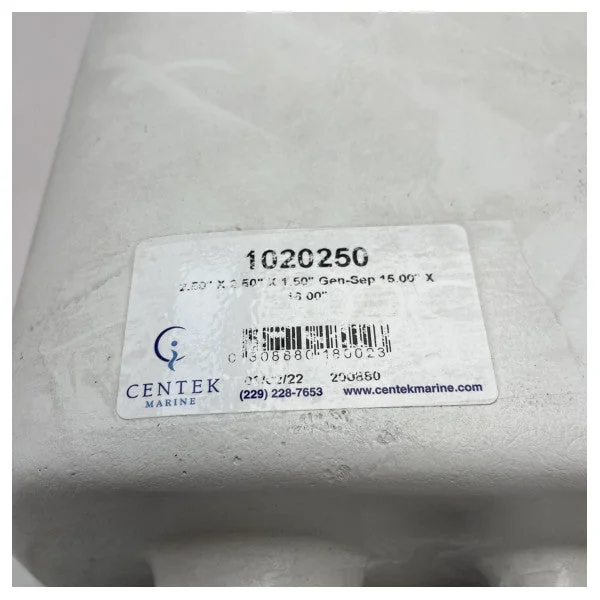 1020250
2.50" X 2.50" X 1.50" Gen-Sep 15.00" X
16.00"
CENTEK
MARINE
290880
(229) 228-7653 www.centekmarine.com